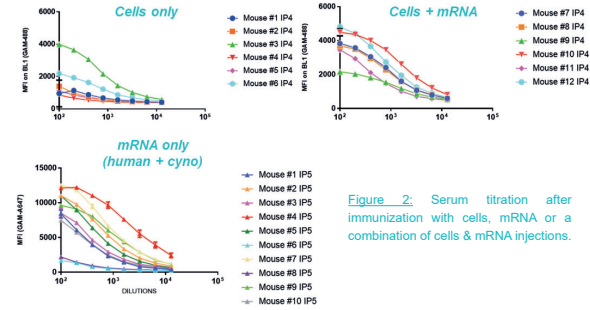 Cells only
MFI on BL1 (GAM-488)
6000
4000
2000
0
10²
10³
10⁴
10⁵
Mouse #1 IP4
Mouse #2 IP4
Mouse #3 IP4
Mouse #4 IP4
Mouse #5 IP4
Mouse #6 IP4
Cells + mRNA
MFI on BL1 (GAM-488)
6000
4000
2000
0
10²
10³
10⁴
10⁵
Mouse #7 IP4
Mouse #8 IP4
Mouse #9 IP4
Mouse #10 IP4
Mouse #11 IP4
Mouse #12 IP4
mRNA only
(human + cyno)
MFI (GAM-A647)
15000
10000
5000
0
10²
10³
10⁴
10⁵
DILUTIONS
Mouse #1 IP5
Mouse #2 IP5
Mouse #3 IP5
Mouse #4 IP5
Mouse #5 IP5
Mouse #6 IP5
Mouse #7 IP5
Mouse #8 IP5
Mouse #9 IP5
Mouse #10 IP5
Figure 2: Serum titration after
immunization with cells, mRNA or a
combination of cells & mRNA injections.